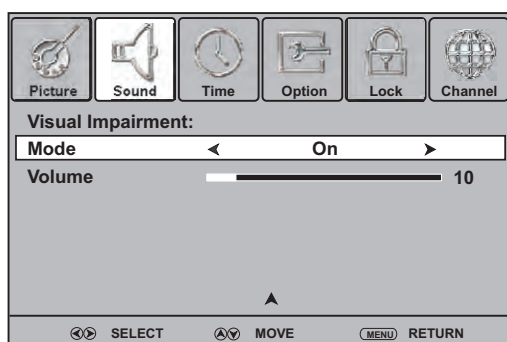 Picture Sound Time Option Lock Channel
Visual Impairment:
Mode On
Volume 10
SELECT MOVE MENU RETURN